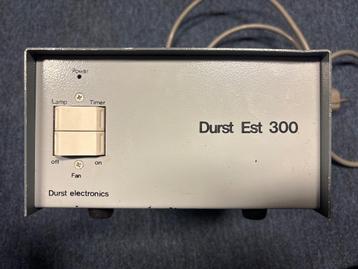 Power
Lamp Timer
Durst Est 300
off on
Fan
Durst electronics